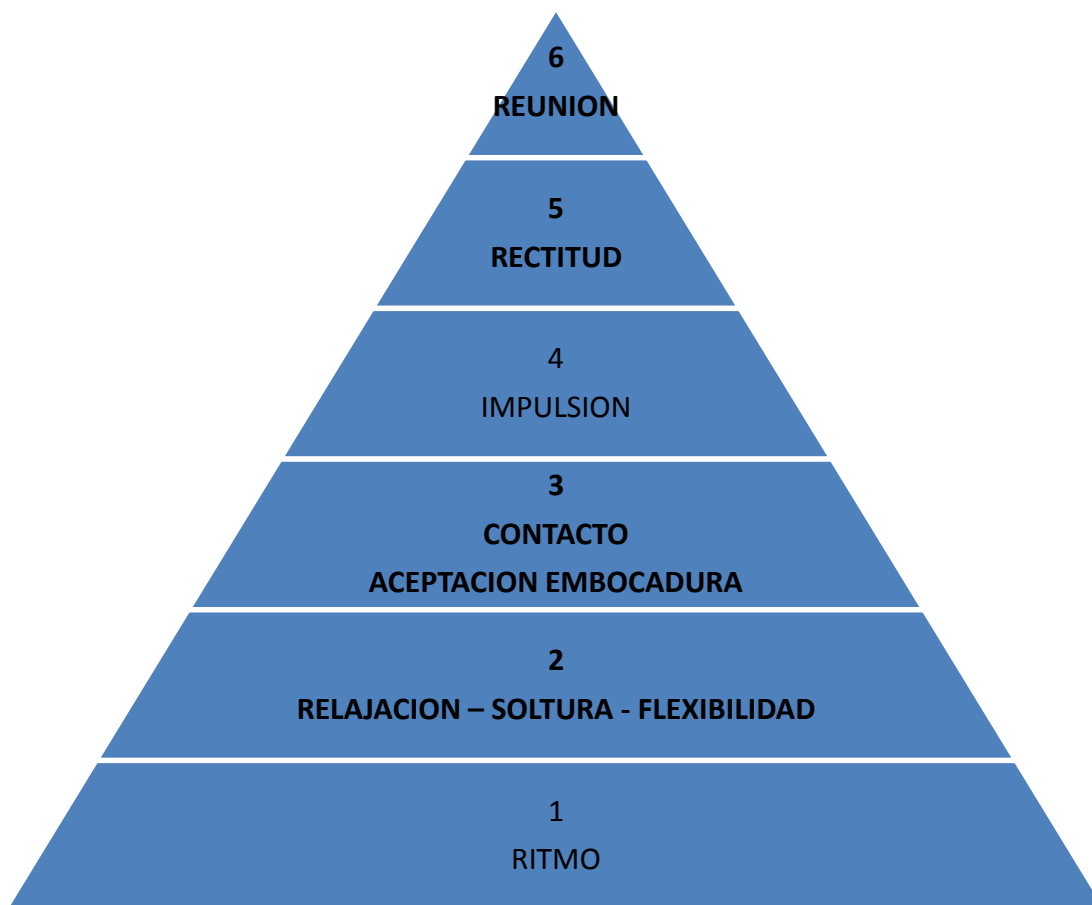 6
REUNION
5
RECTITUD
4
IMPULSION
3
CONTACTO
ACEPTACION EMBOCADURA
2
RELAJACION – SOLTURA - FLEXIBILIDAD
1
RITMO